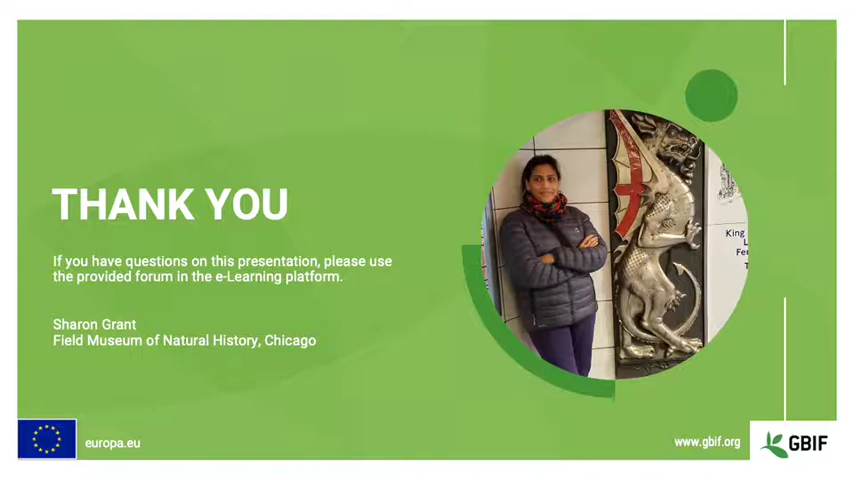 THANK YOU
If you have questions on this presentation, please use
the provided forum in the e-Learning platform.
Sharon Grant
Field Museum of Natural History, Chicago
King
europa.eu
www.gbif.org
GBIF